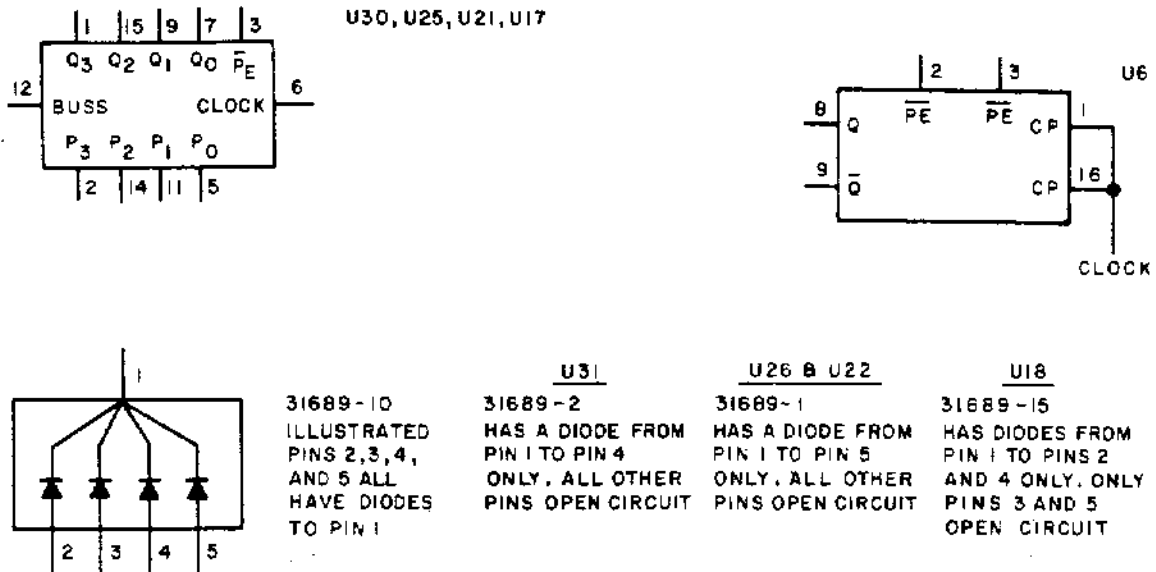 U30, U25, U21, U17
1 15 9 7 3
Q3 Q2 Q1 Q0 P̅E
12 BUSS CLOCK 6
P3 P2 P1 P0
2 14 11 5
U6
2 3
P̅E̅ P̅E̅
8 Q CP 1
9 Q̅ CP 16
CLOCK
1
2 3 4 5
31689-10
ILLUSTRATED
PINS 2,3,4,
AND 5 ALL
HAVE DIODES
TO PIN 1
U31
31689-2
HAS A DIODE FROM
PIN 1 TO PIN 4
ONLY. ALL OTHER
PINS OPEN CIRCUIT
U26 & U22
31689-1
HAS A DIODE FROM
PIN 1 TO PIN 5
ONLY. ALL OTHER
PINS OPEN CIRCUIT
U18
31689-15
HAS DIODES FROM
PIN 1 TO PINS 2
AND 4 ONLY. ONLY
PINS 3 AND 5
OPEN CIRCUIT